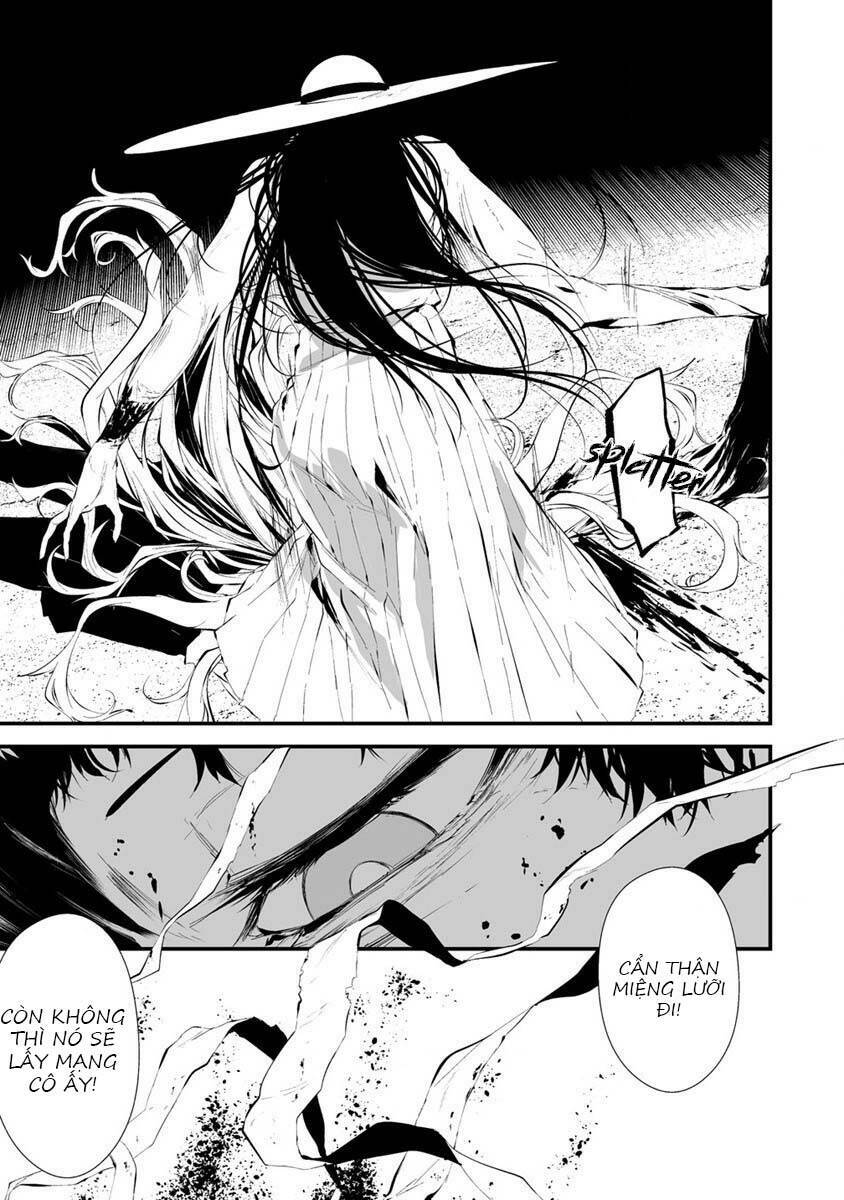 splatter
CẨN THẬN
MIỆNG LƯỠI
ĐI!
CÒN KHÔNG
THÌ NÓ SẼ
LẤY MẠNG
CÔ ẤY!